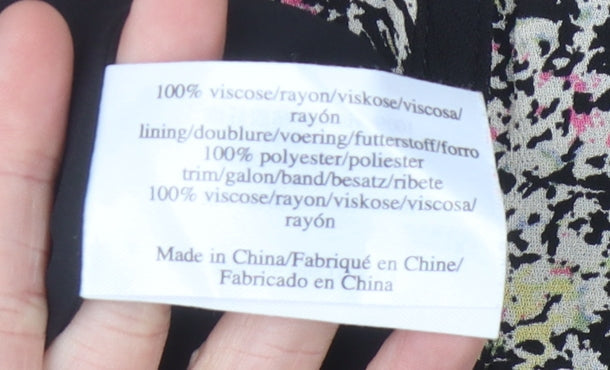 100% viscose/rayon/viskose/viscosa/
rayón
lining/doublure/voering/futterstoff/forro
100% polyester/poliester
trim/galon/band/besatz/ribete
100% viscose/rayon/viskose/viscosa/
rayón
Made in China/Fabriqué en Chine/
Fabricado en China